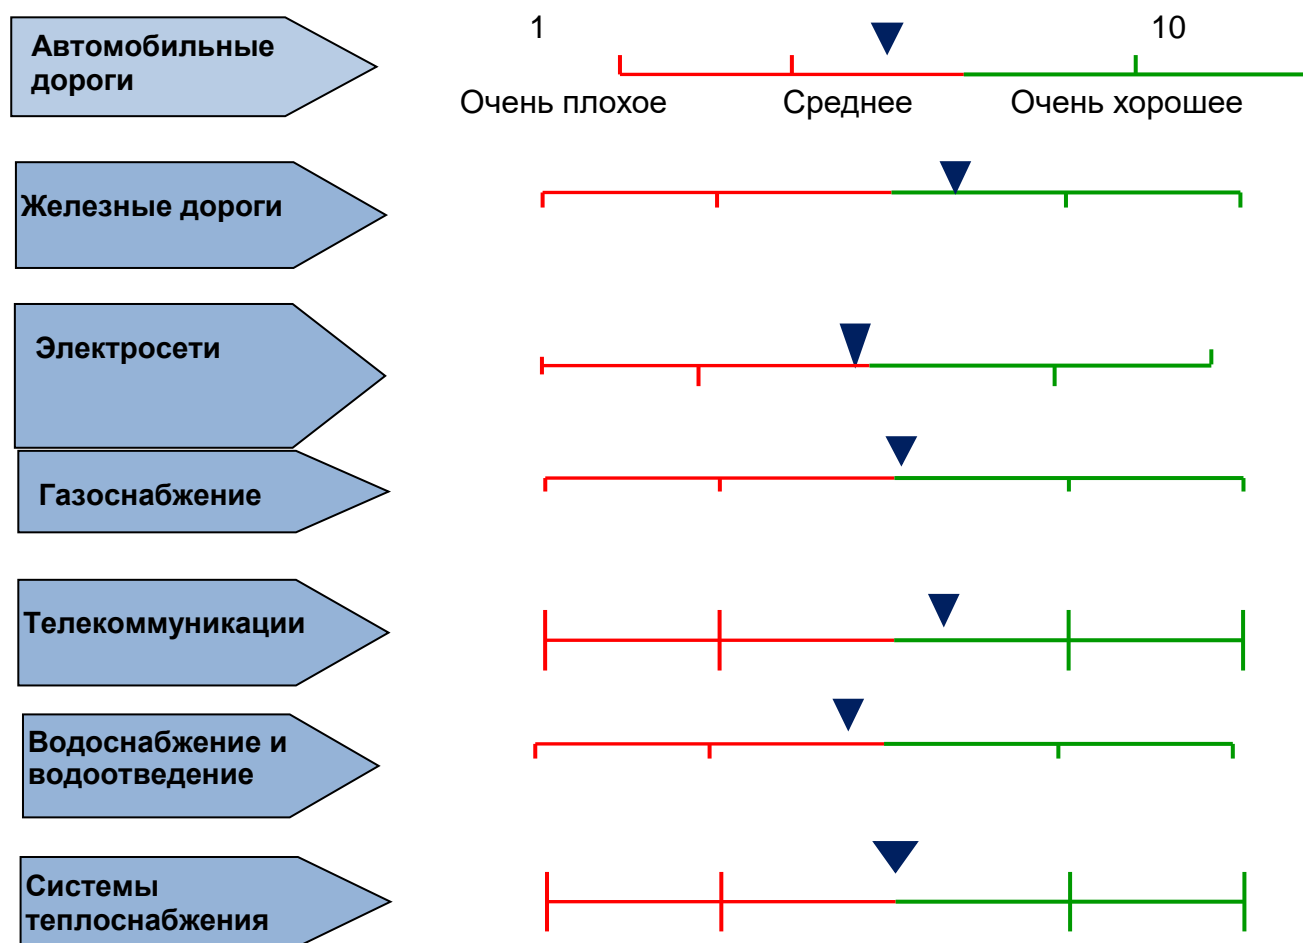 Автомобильные
дороги
1
10
Очень плохое
Среднее
Очень хорошее
Железные дороги
Электросети
Газоснабжение
Телекоммуникации
Водоснабжение и
водоотведение
Системы
теплоснабжения